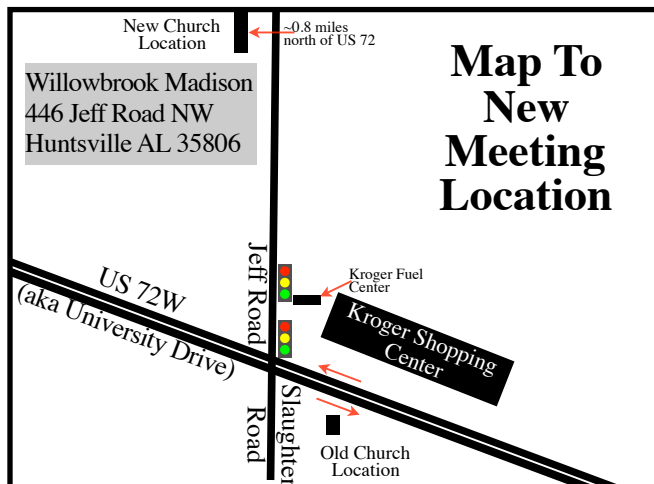 New Church
Location
~0.8 miles
north of US 72
Map To
New
Meeting
Location
Willowbrook Madison
446 Jeff Road NW
Huntsville AL 35806
Jeff Road
Kroger Fuel
Center
US 72W
(aka University Drive)
Kroger Shopping
Center
Slaughter
Road
Old Church
Location